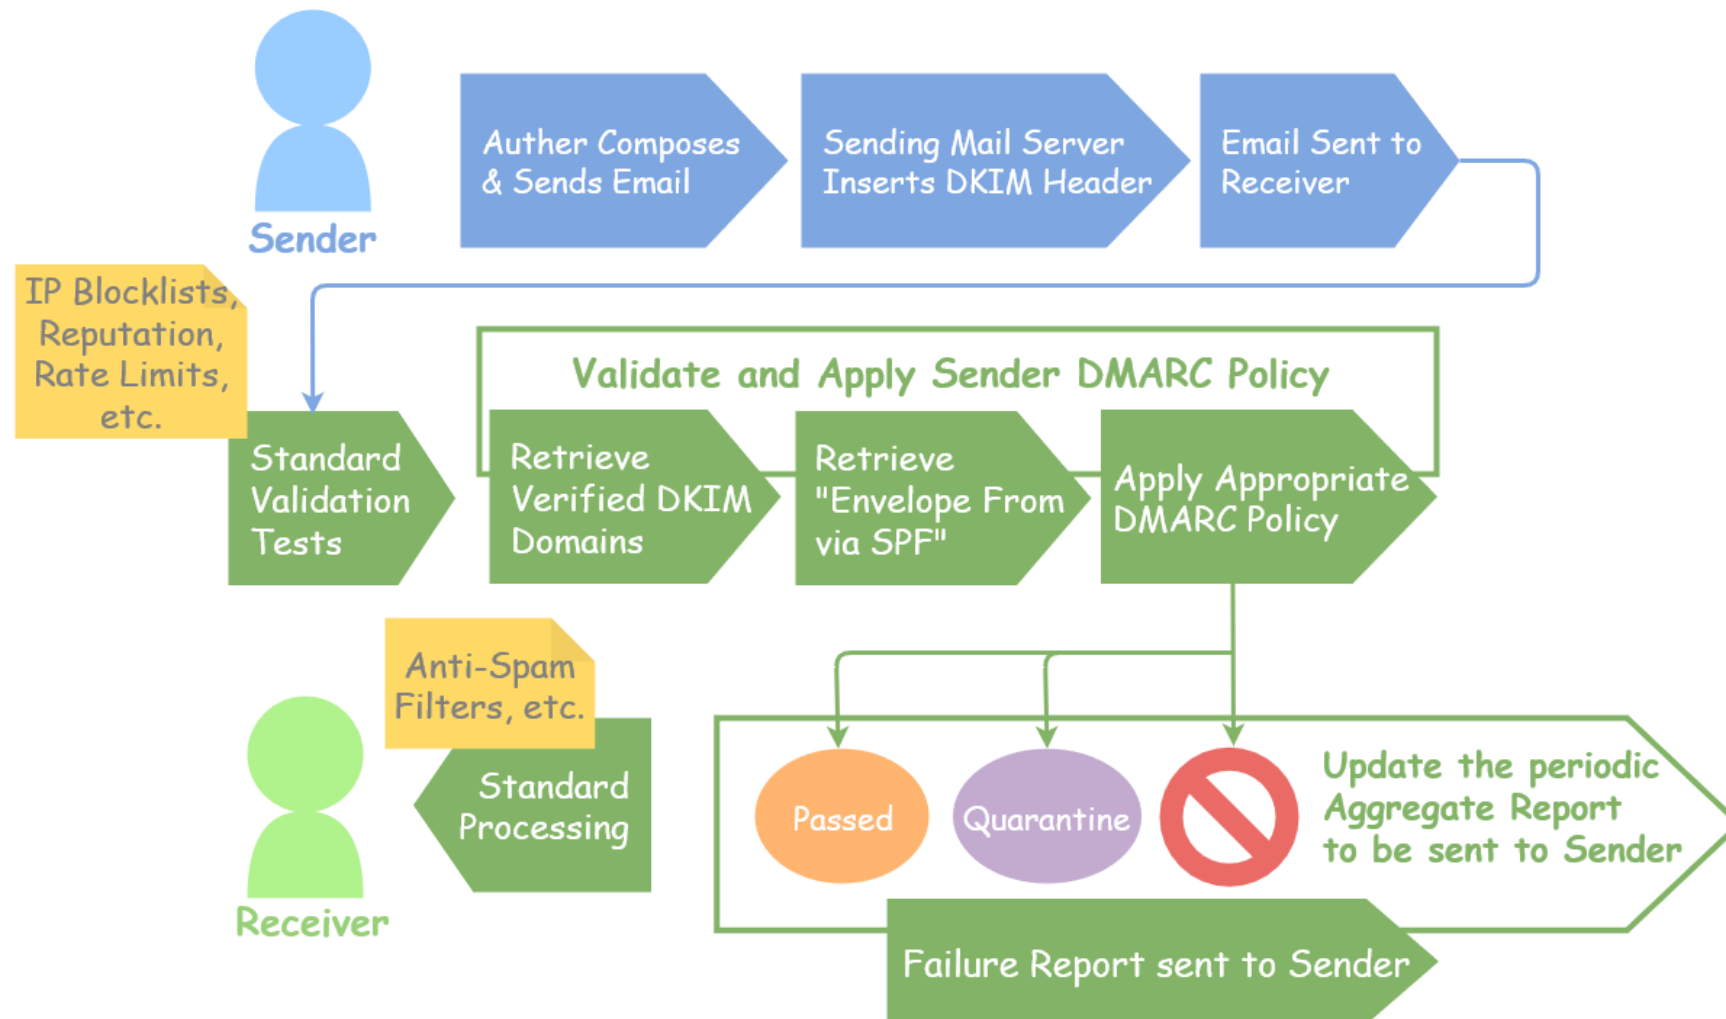 Auther Composes
& Sends Email
Sending Mail Server
Inserts DKIM Header
Email Sent to
Receiver
Sender
IP Blocklists,
Reputation,
Rate Limits,
etc.
Validate and Apply Sender DMARC Policy
Standard
Validation
Tests
Retrieve
Verified DKIM
Domains
Retrieve
"Envelope From
via SPF"
Apply Appropriate
DMARC Policy
Anti-Spam
Filters, etc.
Standard
Processing
Receiver
Passed
Quarantine
Update the periodic
Aggregate Report
to be sent to Sender
Failure Report sent to Sender